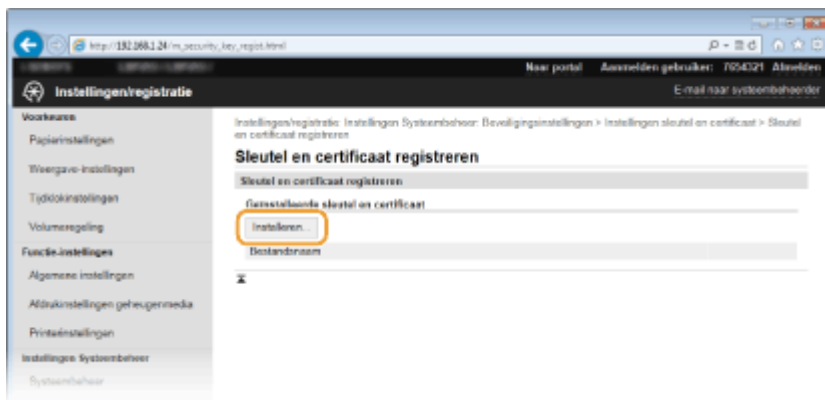 http://192.168.1.24/m_security_key_regist.html
Naar portal Aanmelden gebruiker: 7654321 Afmelden
Instellingen/registratie
E-mail naar systeembeheerder
Voorkeuren
Papierinstellingen
Weergave-instellingen
Tijdklokinstellingen
Volumeregeling
Functie-instellingen
Algemene instellingen
Afdrukinstellingen geheugenmedia
Printerinstellingen
Instellingen Systeembeheer
Systeembeheer
Instellingen/registratie: Instellingen Systeembeheer: Beveiligingsinstellingen > Instellingen sleutel en certificaat > Sleutel
en certificaat registreren
Sleutel en certificaat registreren
Sleutel en certificaat registreren
Geïnstalleerde sleutel en certificaat
Installeren...
Bestandsnaam